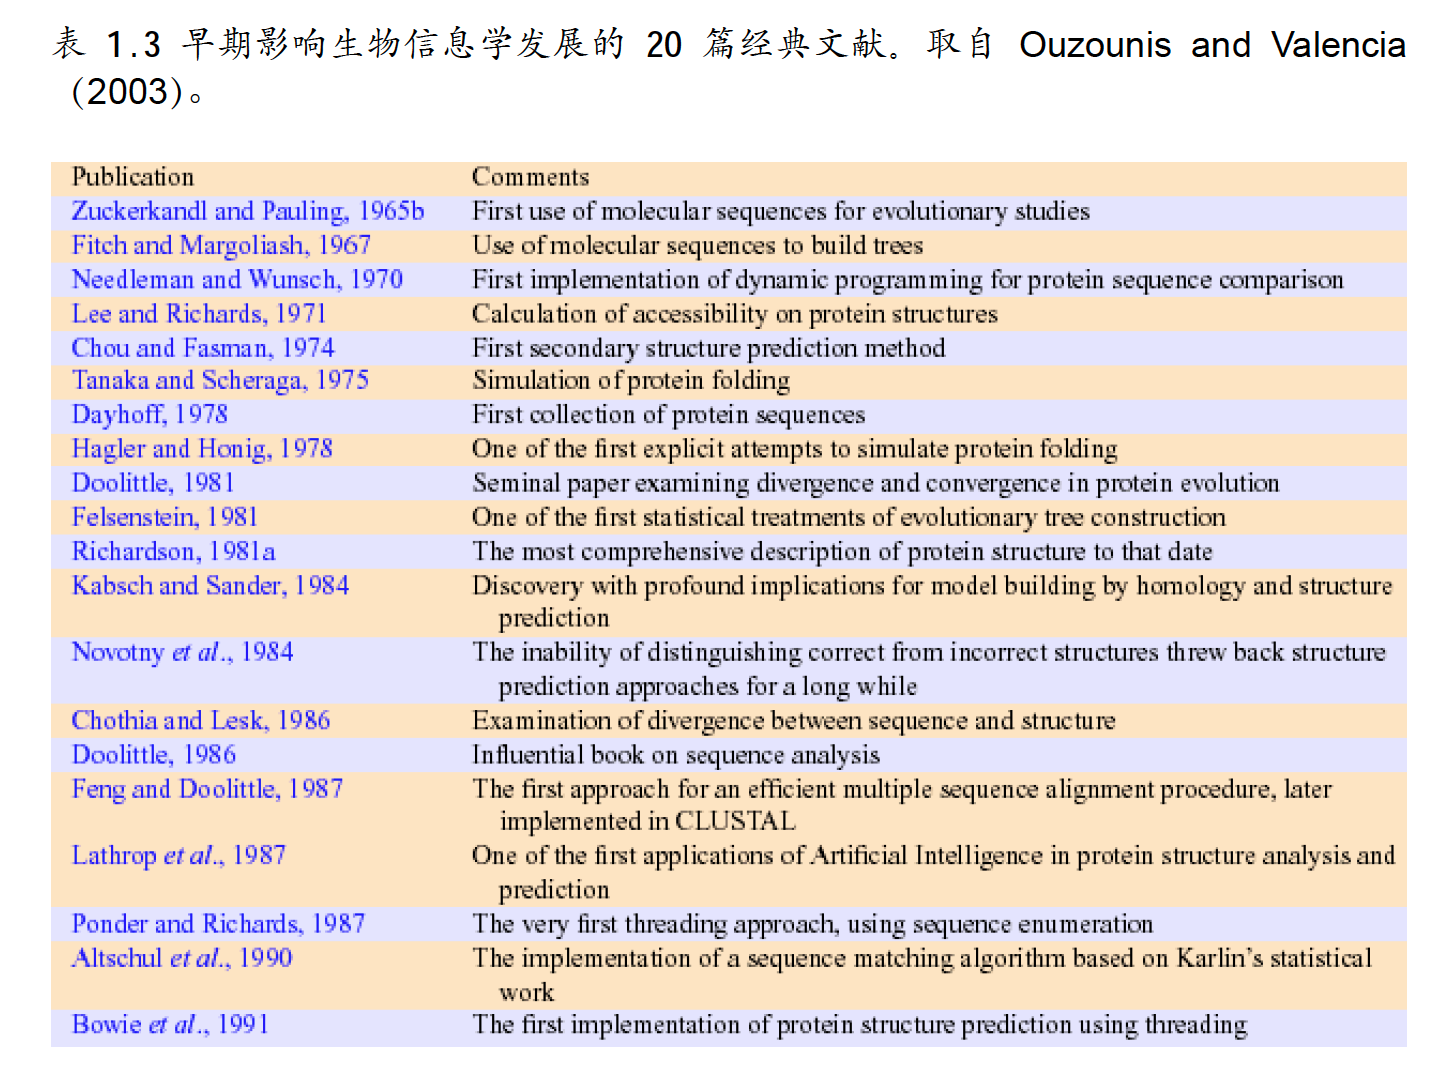 表 1.3 早期影响生物信息学发展的 20 篇经典文献。取自 Ouzounis and Valencia
（2003）。
Publication Comments
Zuckerkandl and Pauling, 1965b First use of molecular sequences for evolutionary studies
Fitch and Margoliash, 1967 Use of molecular sequences to build trees
Needleman and Wunsch, 1970 First implementation of dynamic programming for protein sequence comparison
Lee and Richards, 1971 Calculation of accessibility on protein structures
Chou and Fasman, 1974 First secondary structure prediction method
Tanaka and Scheraga, 1975 Simulation of protein folding
Dayhoff, 1978 First collection of protein sequences
Hagler and Honig, 1978 One of the first explicit attempts to simulate protein folding
Doolittle, 1981 Seminal paper examining divergence and convergence in protein evolution
Felsenstein, 1981 One of the first statistical treatments of evolutionary tree construction
Richardson, 1981a The most comprehensive description of protein structure to that date
Kabsch and Sander, 1984 Discovery with profound implications for model building by homology and structure
prediction
Novotny et al., 1984 The inability of distinguishing correct from incorrect structures threw back structure
prediction approaches for a long while
Chothia and Lesk, 1986 Examination of divergence between sequence and structure
Doolittle, 1986 Influential book on sequence analysis
Feng and Doolittle, 1987 The first approach for an efficient multiple sequence alignment procedure, later
implemented in CLUSTAL
Lathrop et al., 1987 One of the first applications of Artificial Intelligence in protein structure analysis and
prediction
Ponder and Richards, 1987 The very first threading approach, using sequence enumeration
Altschul et al., 1990 The implementation of a sequence matching algorithm based on Karlin's statistical
work
Bowie et al., 1991 The first implementation of protein structure prediction using threading